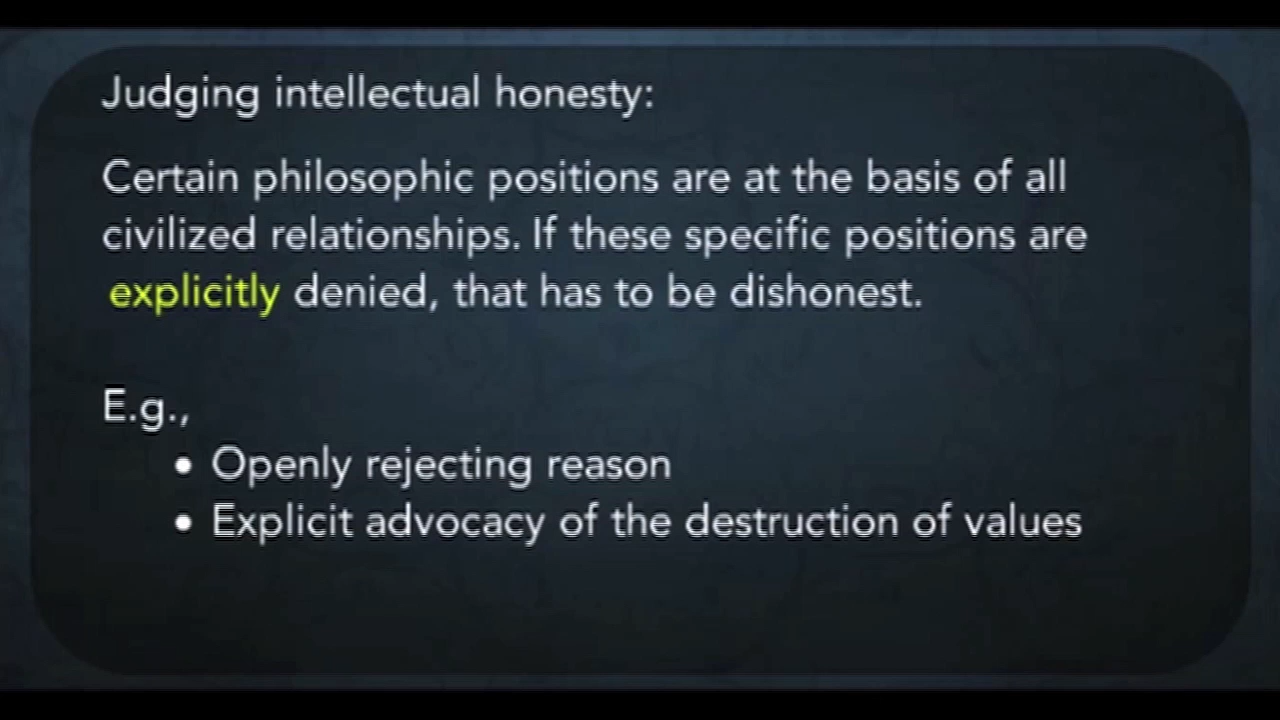 Judging intellectual honesty:
Certain philosophic positions are at the basis of all
civilized relationships. If these specific positions are
explicitly denied, that has to be dishonest.
E.g.,
• Openly rejecting reason
• Explicit advocacy of the destruction of values